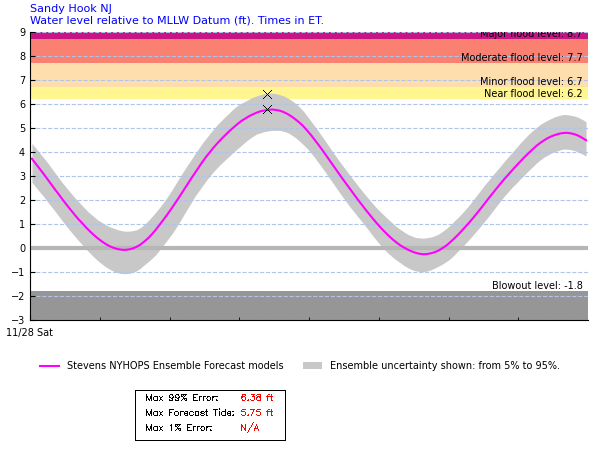 Sandy Hook NJ
Water level relative to MLLW Datum (ft). Times in ET.
9
Major flood level: 8.7
8
Moderate flood level: 7.7
7
Minor flood level: 6.7
Near flood level: 6.2
6
5
4
3
2
1
0
−1
Blowout level: -1.8
−2
−3
11/28 Sat
Stevens NYHOPS Ensemble Forecast models
Ensemble uncertainty shown: from 5% to 95%.
Max 99% Error: 6.38 ft
Max Forecast Tide: 5.75 ft
Max 1% Error: N/A